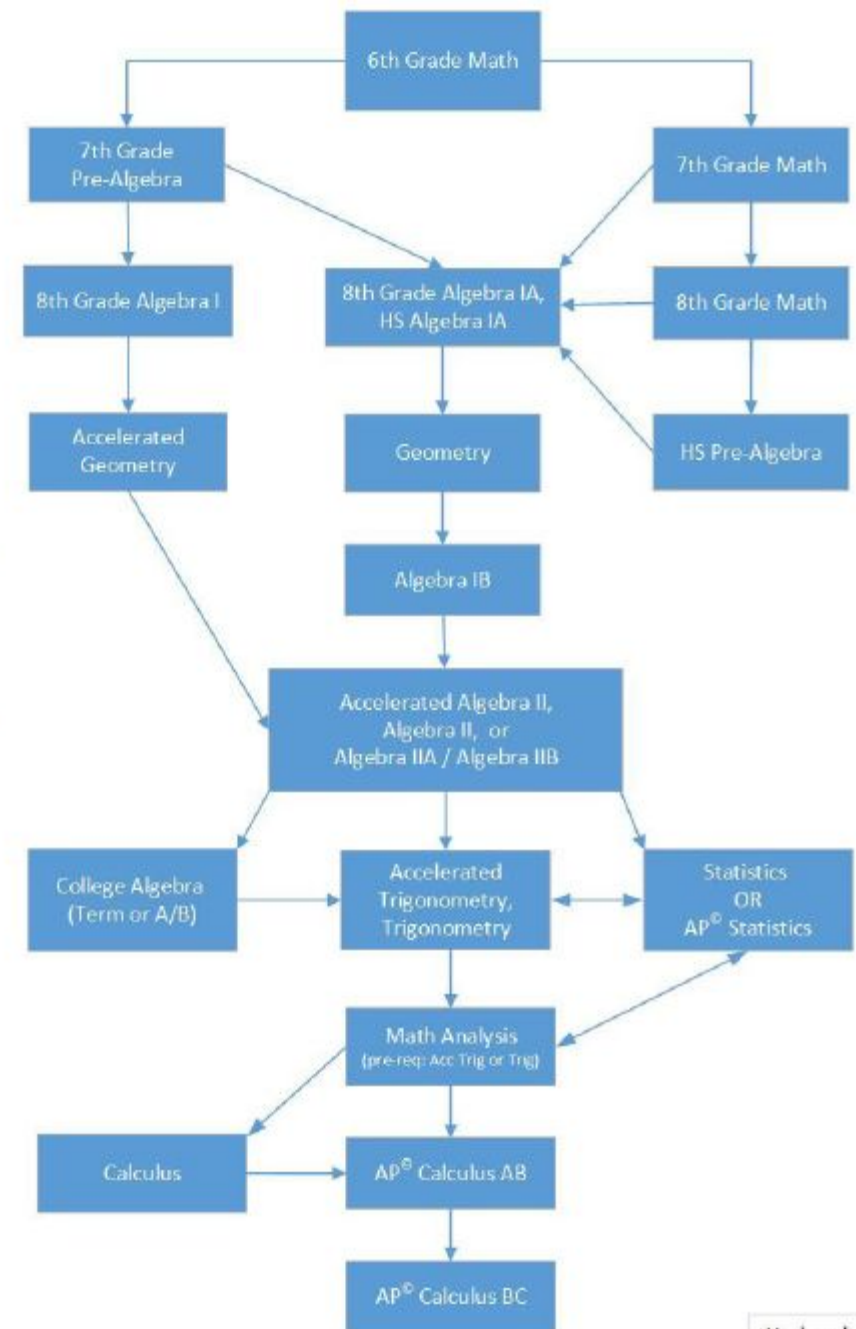 6th Grade Math
7th Grade
Pre-Algebra
7th Grade Math
8th Grade Algebra I
8th Grade Algebra IA,
HS Algebra IA
8th Grade Math
Accelerated
Geometry
Geometry
HS Pre-Algebra
Algebra IB
Accelerated Algebra II,
Algebra II, or
Algebra IIA / Algebra IIB
College Algebra
(Term or A/B)
Accelerated
Trigonometry,
Trigonometry
Statistics
OR
AP© Statistics
Math Analysis
(pre-req: Acc Trig or Trig)
Calculus
AP© Calculus AB
AP© Calculus BC